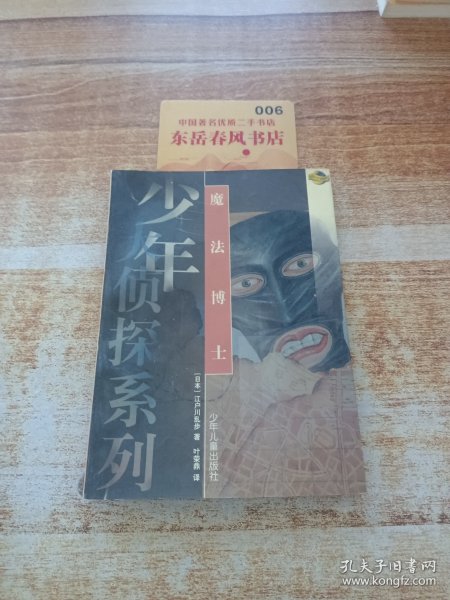 006
中国著名优质二手书店
东岳春风书店
少年
侦探系列
魔法博士
〔日本〕江户川乱步 著
叶荣鼎 译
少年儿童出版社
孔夫子旧书网
www.kongfz.com